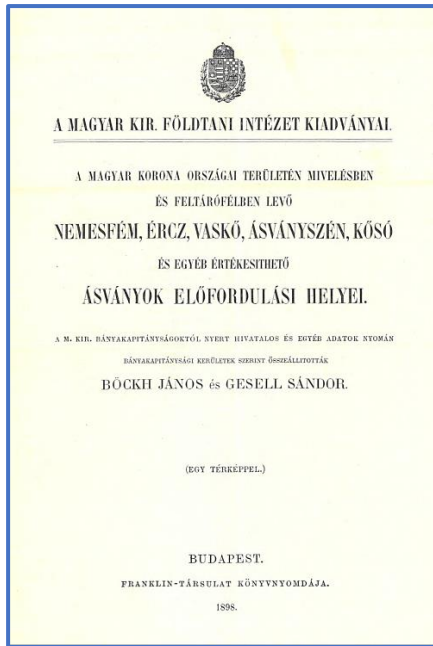 A MAGYAR KIR. FÖLDTANI INTÉZET KIADVÁNYAI.
A MAGYAR KORONA ORSZÁGAI TERÜLETÉN MIVELÉSBEN
ÉS FELTÁRÓFÉLBEN LEVŐ
NEMESFÉM, ÉRCZ, VASKŐ, ÁSVÁNYSZÉN, KŐSÓ
ÉS EGYÉB ÉRTÉKESITHETŐ
ÁSVÁNYOK ELŐFORDULÁSI HELYEI.
A M. KIR. BÁNYAKAPITÁNYSÁGOKTÓL NYERT HIVATALOS ÉS EGYÉB ADATOK NYOMÁN
BÁNYAKAPITÁNYSÁGI KERÜLETEK SZERINT ÖSSZEÁLLITOTTÁK
BÖCKH JÁNOS és GESELL SÁNDOR.
(EGY TÉRKÉPPEL.)
BUDAPEST.
FRANKLIN-TÁRSULAT KÖNYVNYOMDÁJA.
1898.